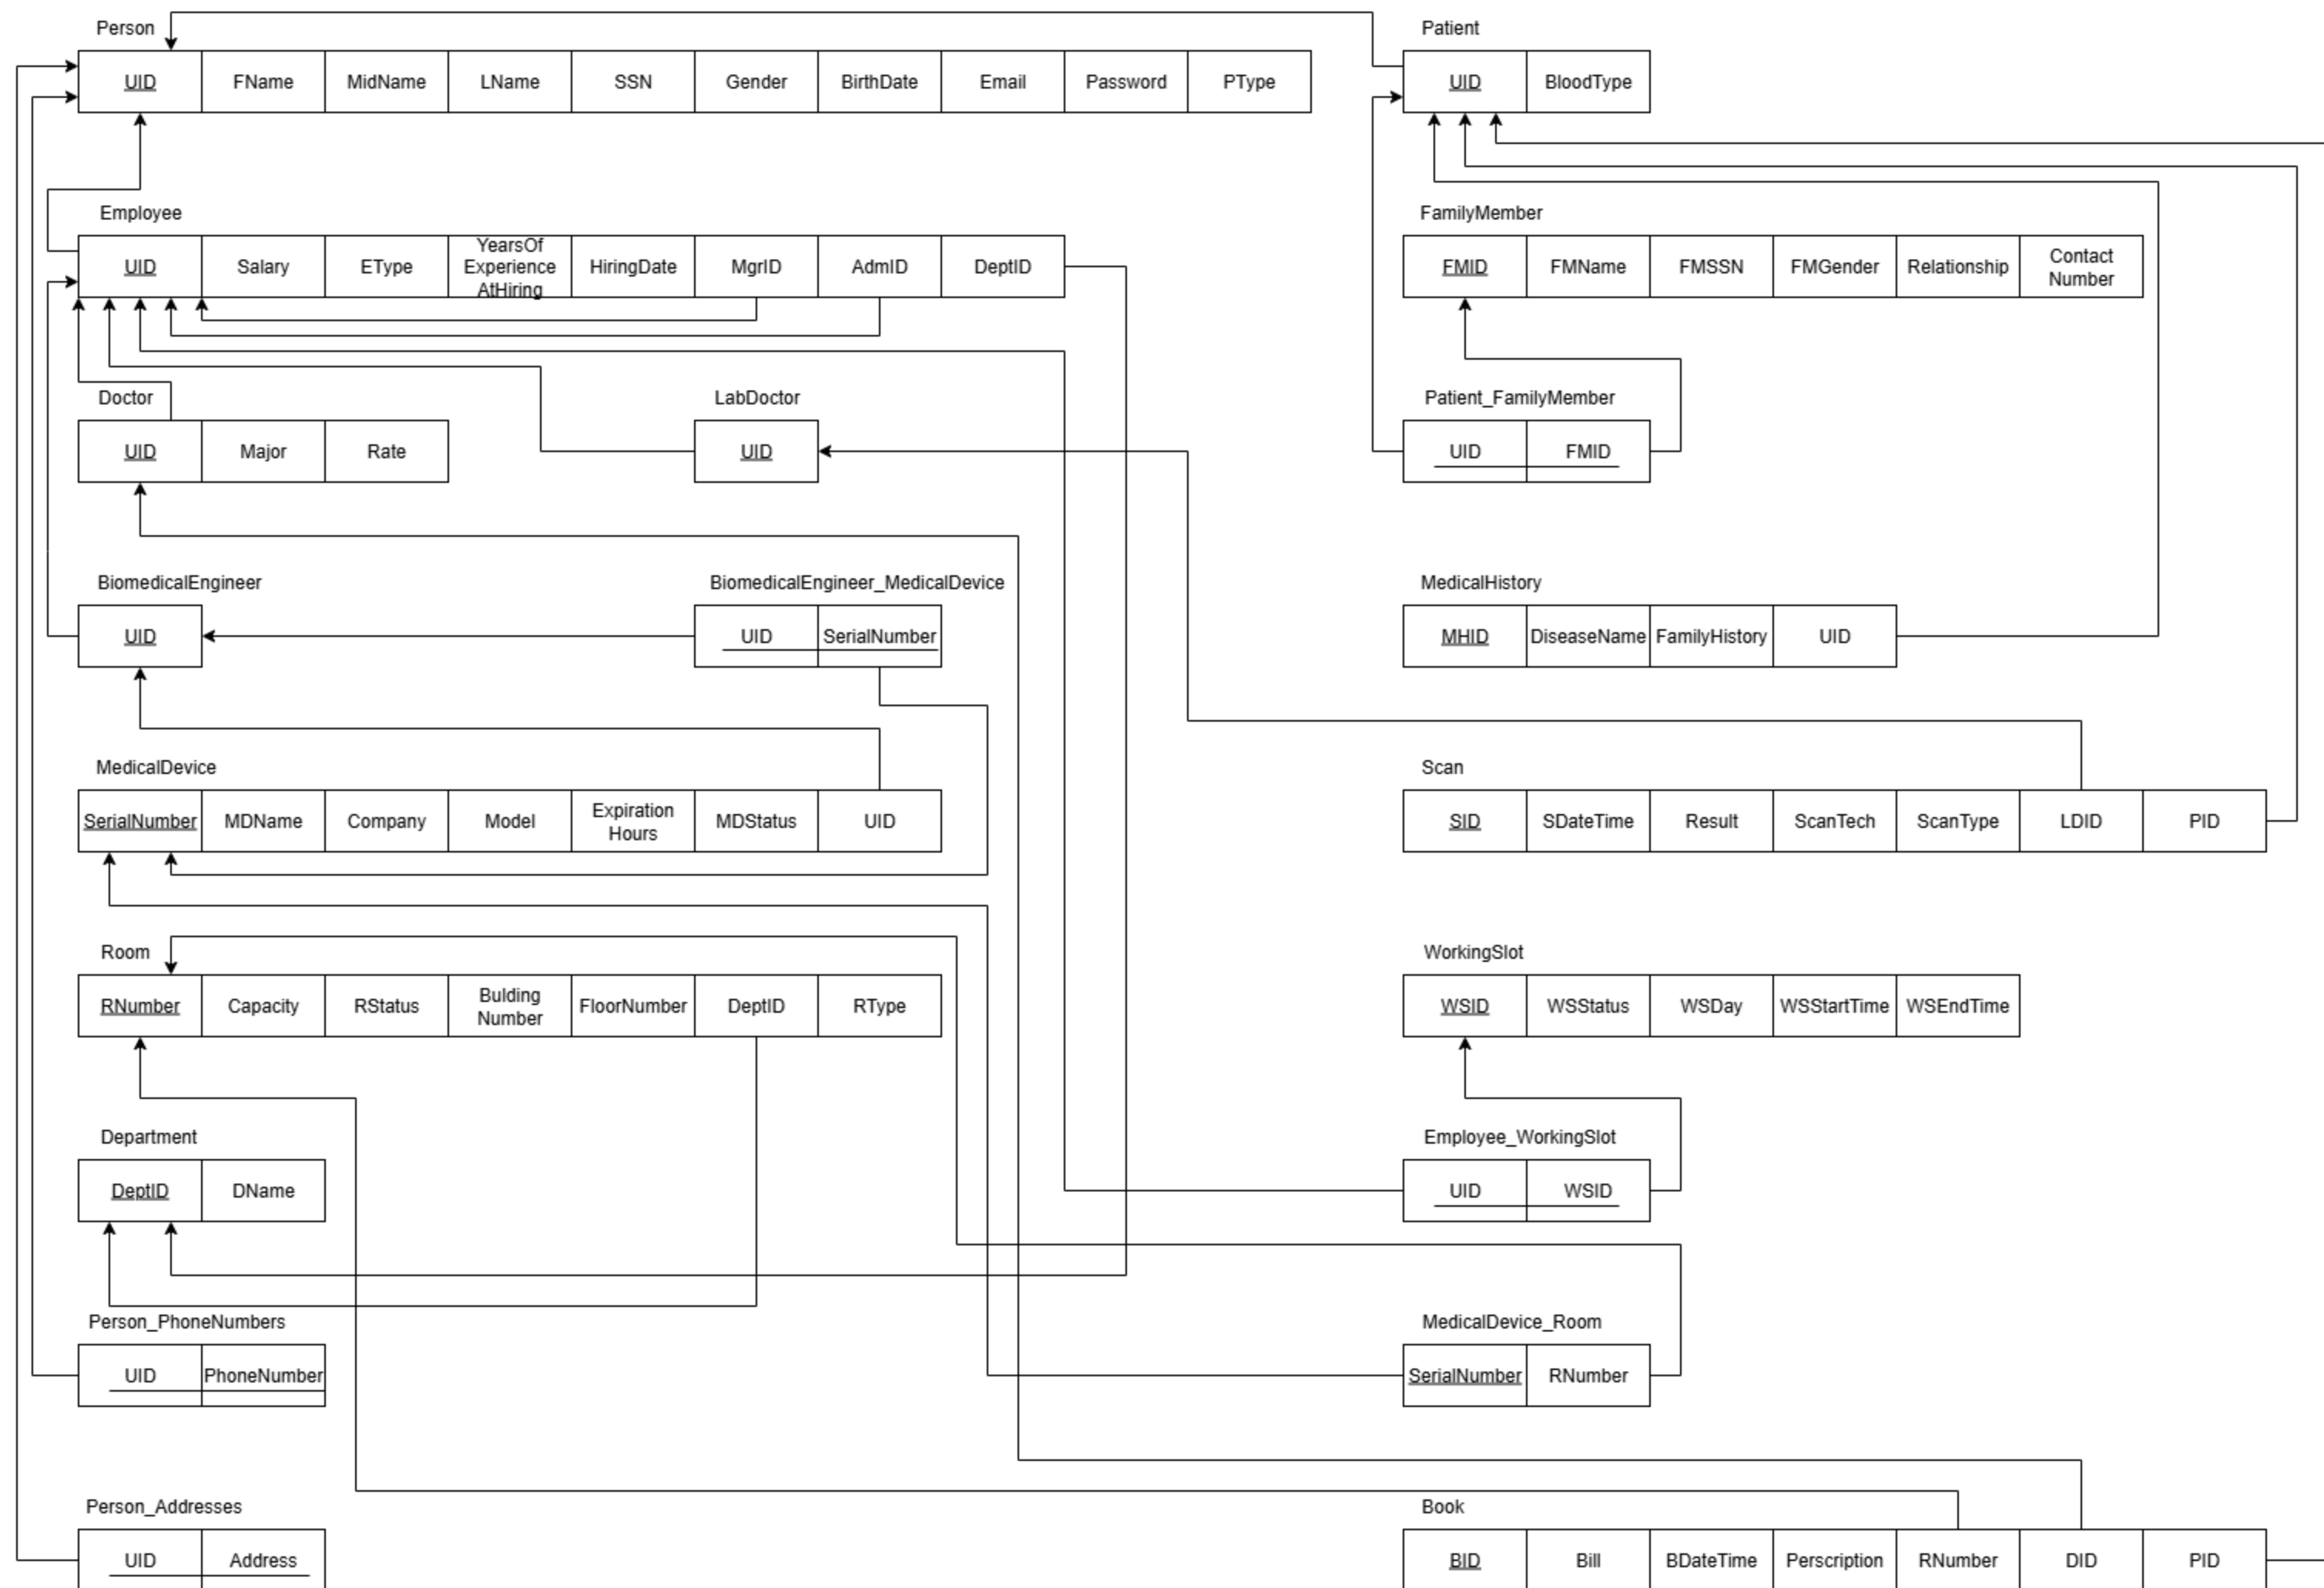 Person
UID FName MidName LName SSN Gender BirthDate Email Password PType
Patient
UID BloodType
Employee
UID Salary EType YearsOf Experience AtHiring HiringDate MgrID AdmID DeptID
FamilyMember
FMID FMName FMSSN FMGender Relationship Contact Number
Doctor
UID Major Rate
LabDoctor
UID
Patient_FamilyMember
UID FMID
BiomedicalEngineer
UID
BiomedicalEngineer_MedicalDevice
UID SerialNumber
MedicalHistory
MHID DiseaseName FamilyHistory UID
MedicalDevice
SerialNumber MDName Company Model Expiration Hours MDStatus UID
Scan
SID SDateTime Result ScanTech ScanType LDID PID
Room
RNumber Capacity RStatus Bulding Number FloorNumber DeptID RType
WorkingSlot
WSID WSStatus WSDay WSStartTime WSEndTime
Department
DeptID DName
Employee_WorkingSlot
UID WSID
Person_PhoneNumbers
UID PhoneNumber
MedicalDevice_Room
SerialNumber RNumber
Person_Addresses
UID Address
Book
BID Bill BDateTime Perscription RNumber DID PID